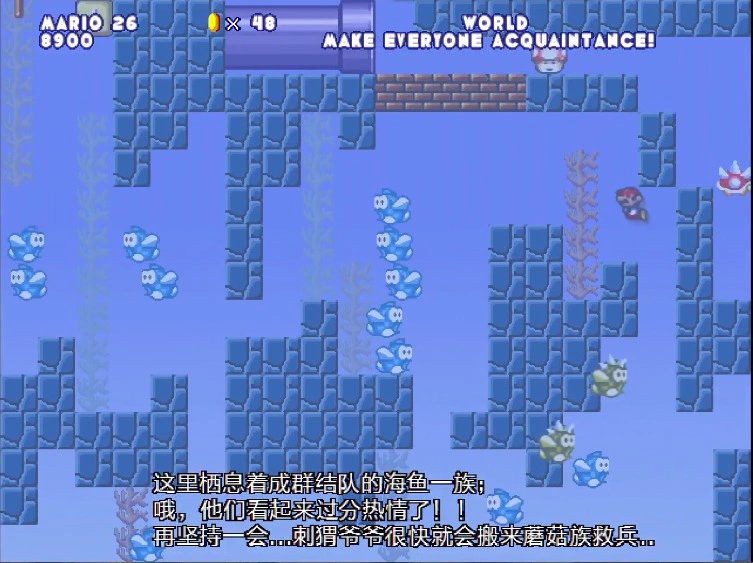 MARIO 26 × 48 WORLD
8900 MAKE EVERYONE ACQUAINTANCE!
这里栖息着成群结队的海鱼一族；
哦，他们看起来过分热情了！！
再坚持一会...刺猬爷爷很快就会搬来蘑菇族救兵..